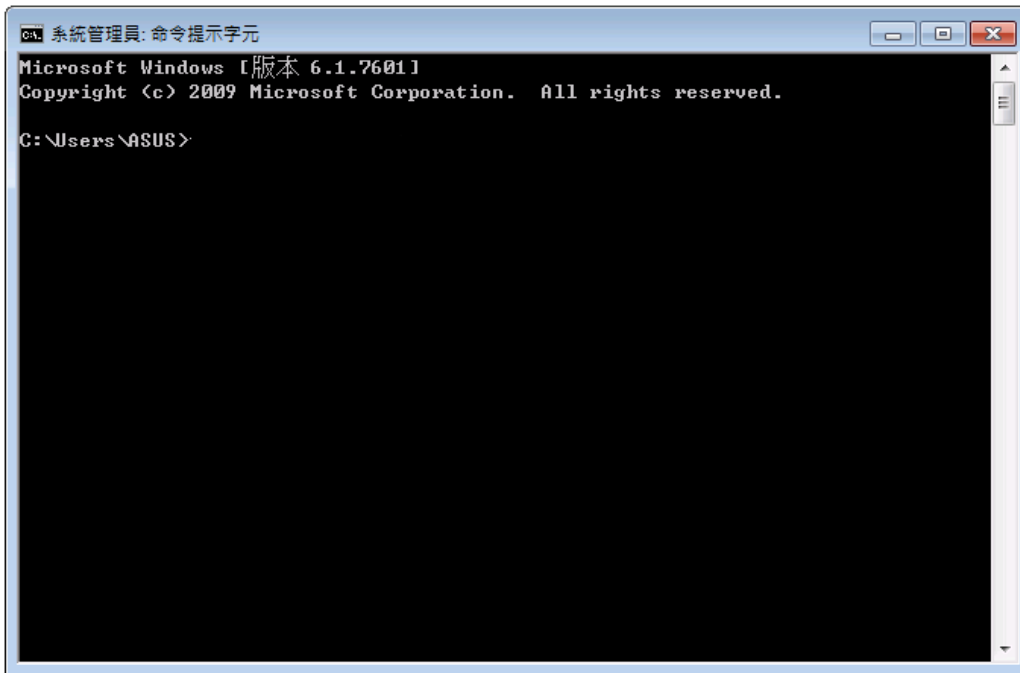 系統管理員: 命令提示字元
Microsoft Windows [版本 6.1.7601]
Copyright (c) 2009 Microsoft Corporation.  All rights reserved.
C:\Users\ASUS>